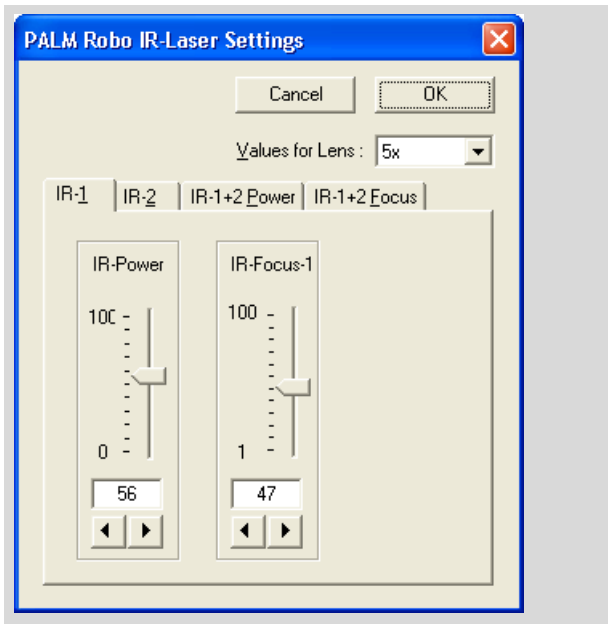 PALM Robo IR-Laser Settings
Cancel OK
Values for Lens : 5x
IR-1 IR-2 IR-1+2 Power IR-1+2 Focus
IR-Power IR-Focus-1
100 100
0 1
56 47